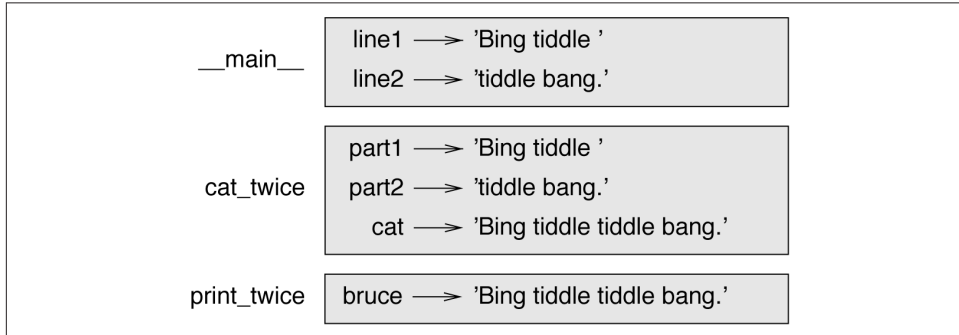 __main__
line1 ’Bing tiddle ’
line2 ’tiddle bang.’
cat_twice
part1 ’Bing tiddle ’
part2 ’tiddle bang.’
cat ’Bing tiddle tiddle bang.’
print_twice
bruce ’Bing tiddle tiddle bang.’